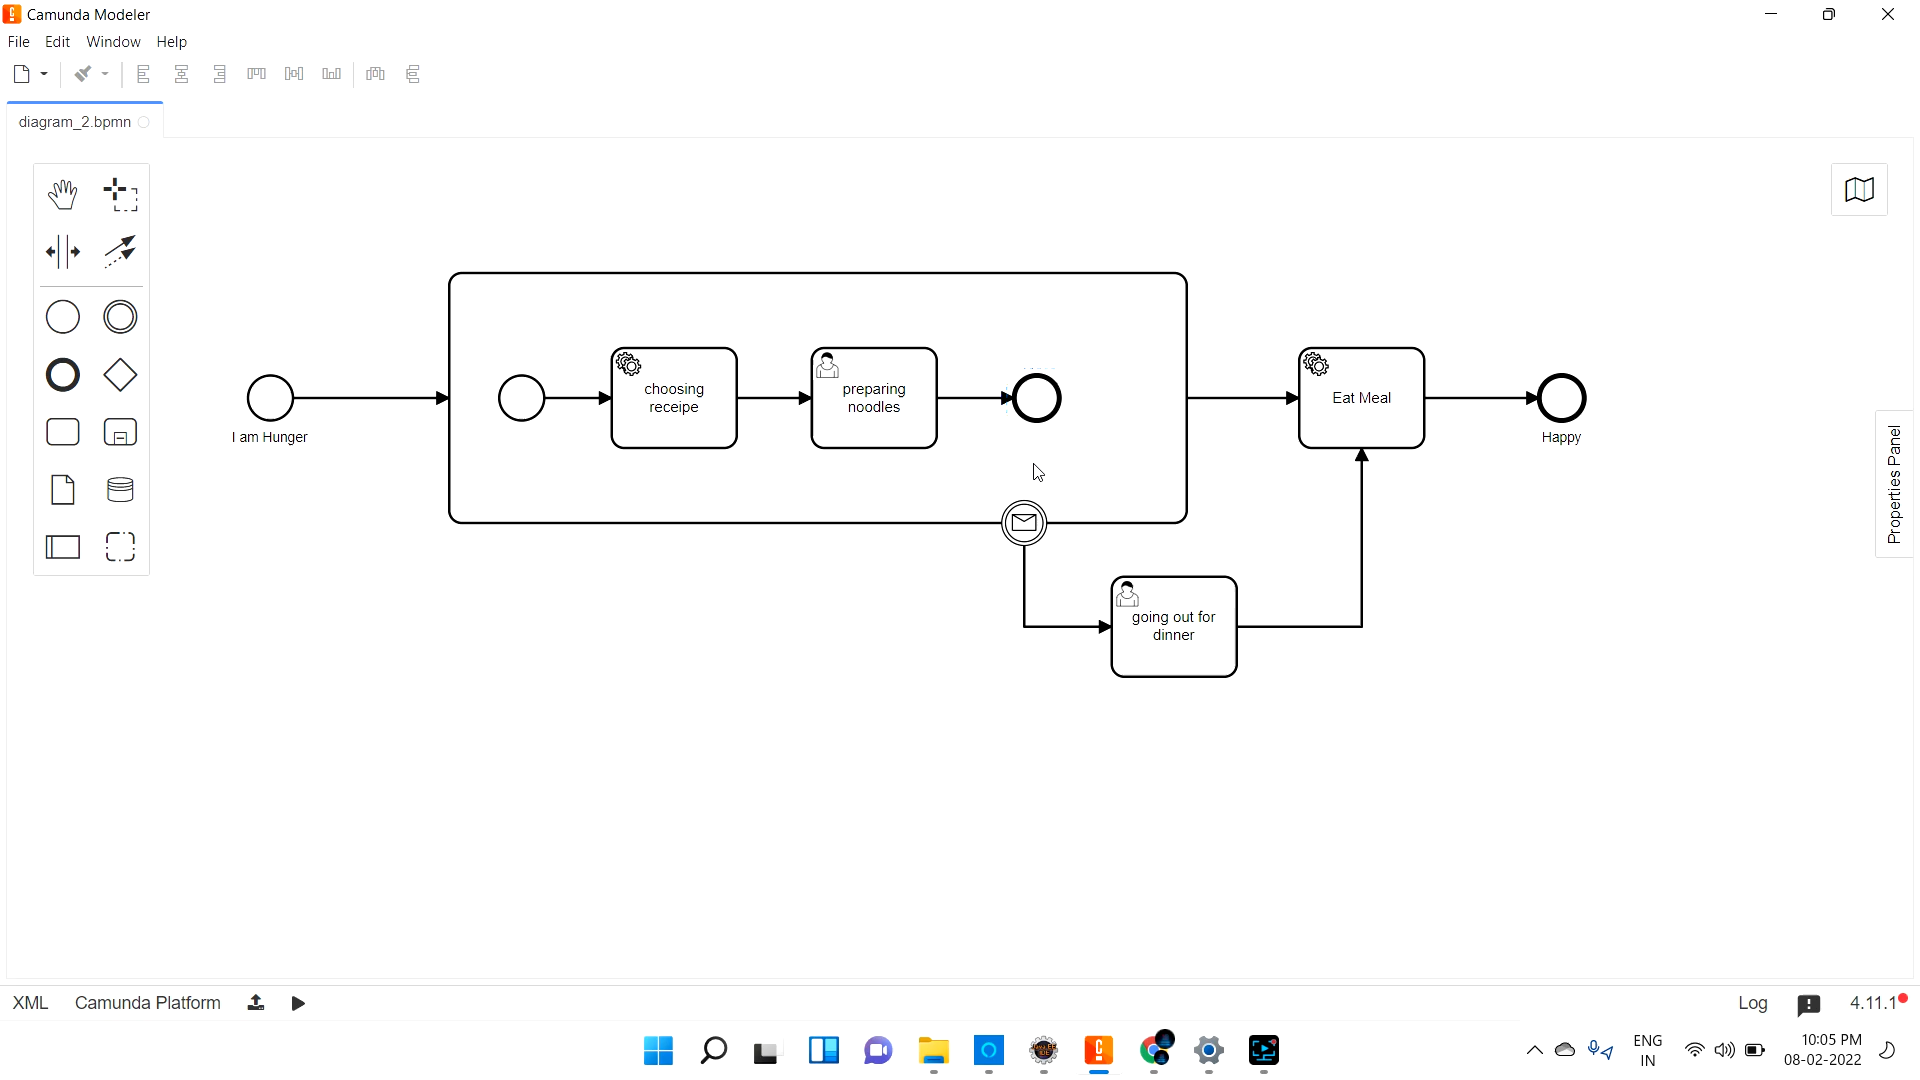 Camunda Modeler
File Edit Window Help
diagram_2.bpmn
choosing
receipe
preparing
noodles
Eat Meal
I am Hunger
Happy
Properties Panel
going out for
dinner
XML Camunda Platform
Log 4.11.1
ENG
IN
10:05 PM
08-02-2022